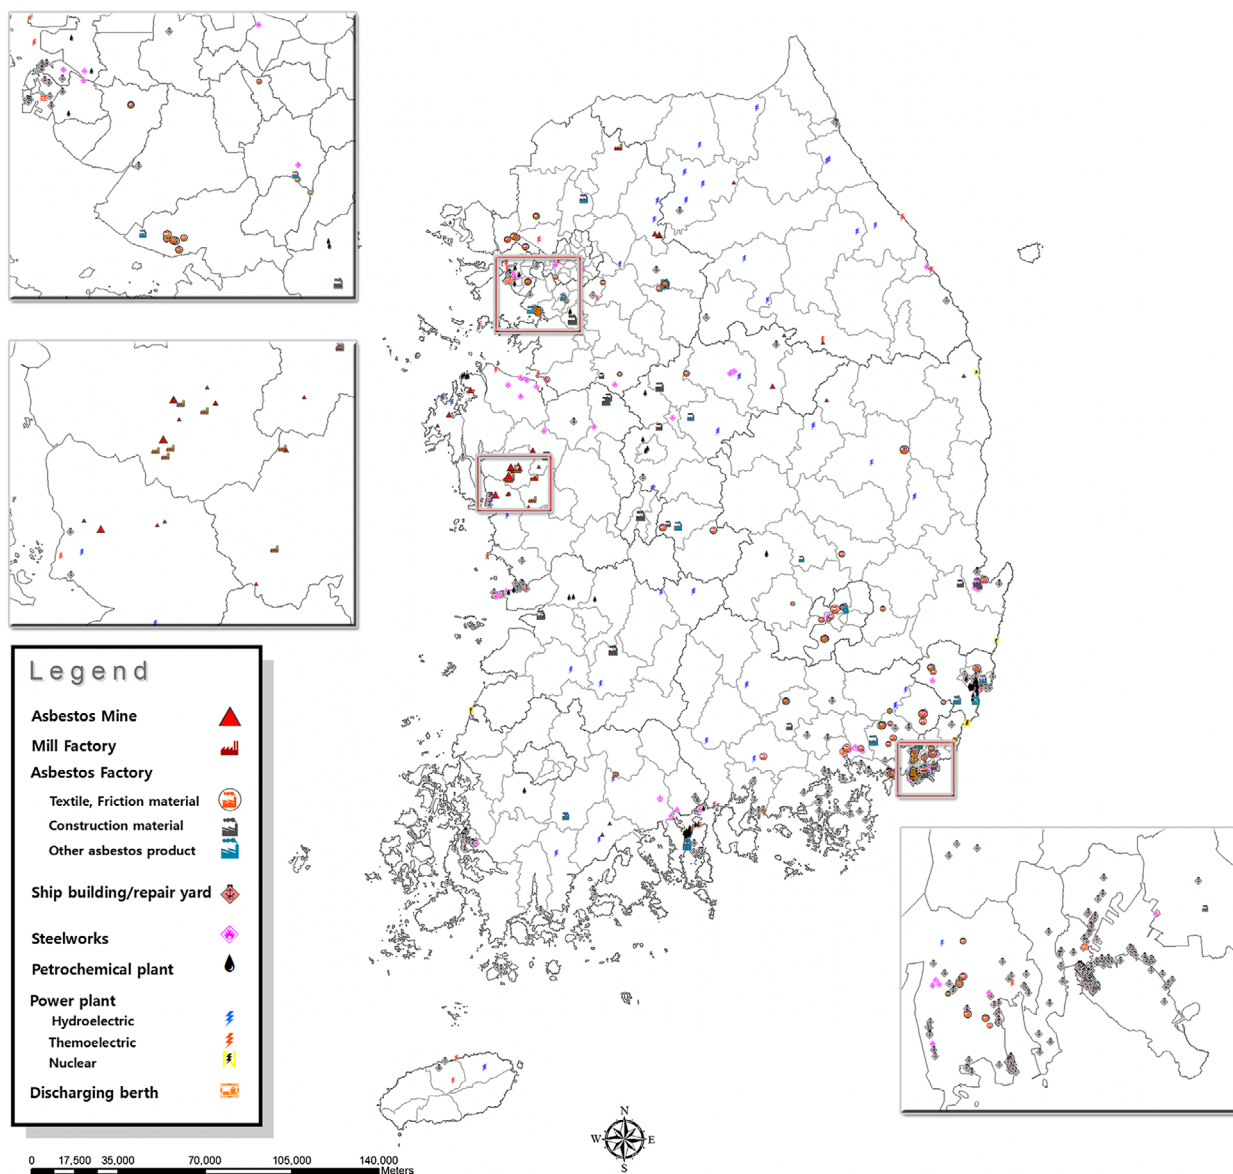 Legend
Asbestos Mine
Mill Factory
Asbestos Factory
Textile, Friction material
Construction material
Other asbestos product
Ship building/repair yard
Steelworks
Petrochemical plant
Power plant
Hydroelectric
Themoelectric
Nuclear
Discharging berth
N
W E
S
0 17,500 35,000 70,000 105,000 140,000
Meters